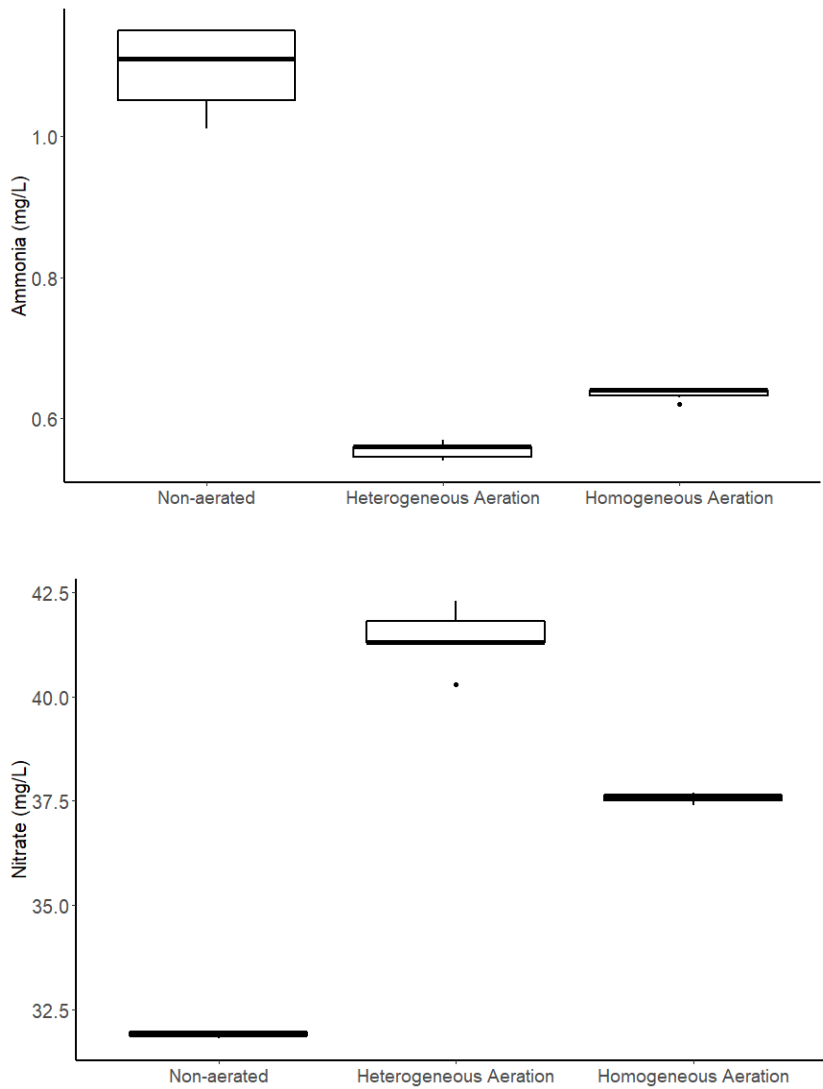 Ammonia (mg/L)
1.0
0.8
0.6
Non-aerated Heterogeneous Aeration Homogeneous Aeration
Nitrate (mg/L)
42.5
40.0
37.5
35.0
32.5
Non-aerated Heterogeneous Aeration Homogeneous Aeration